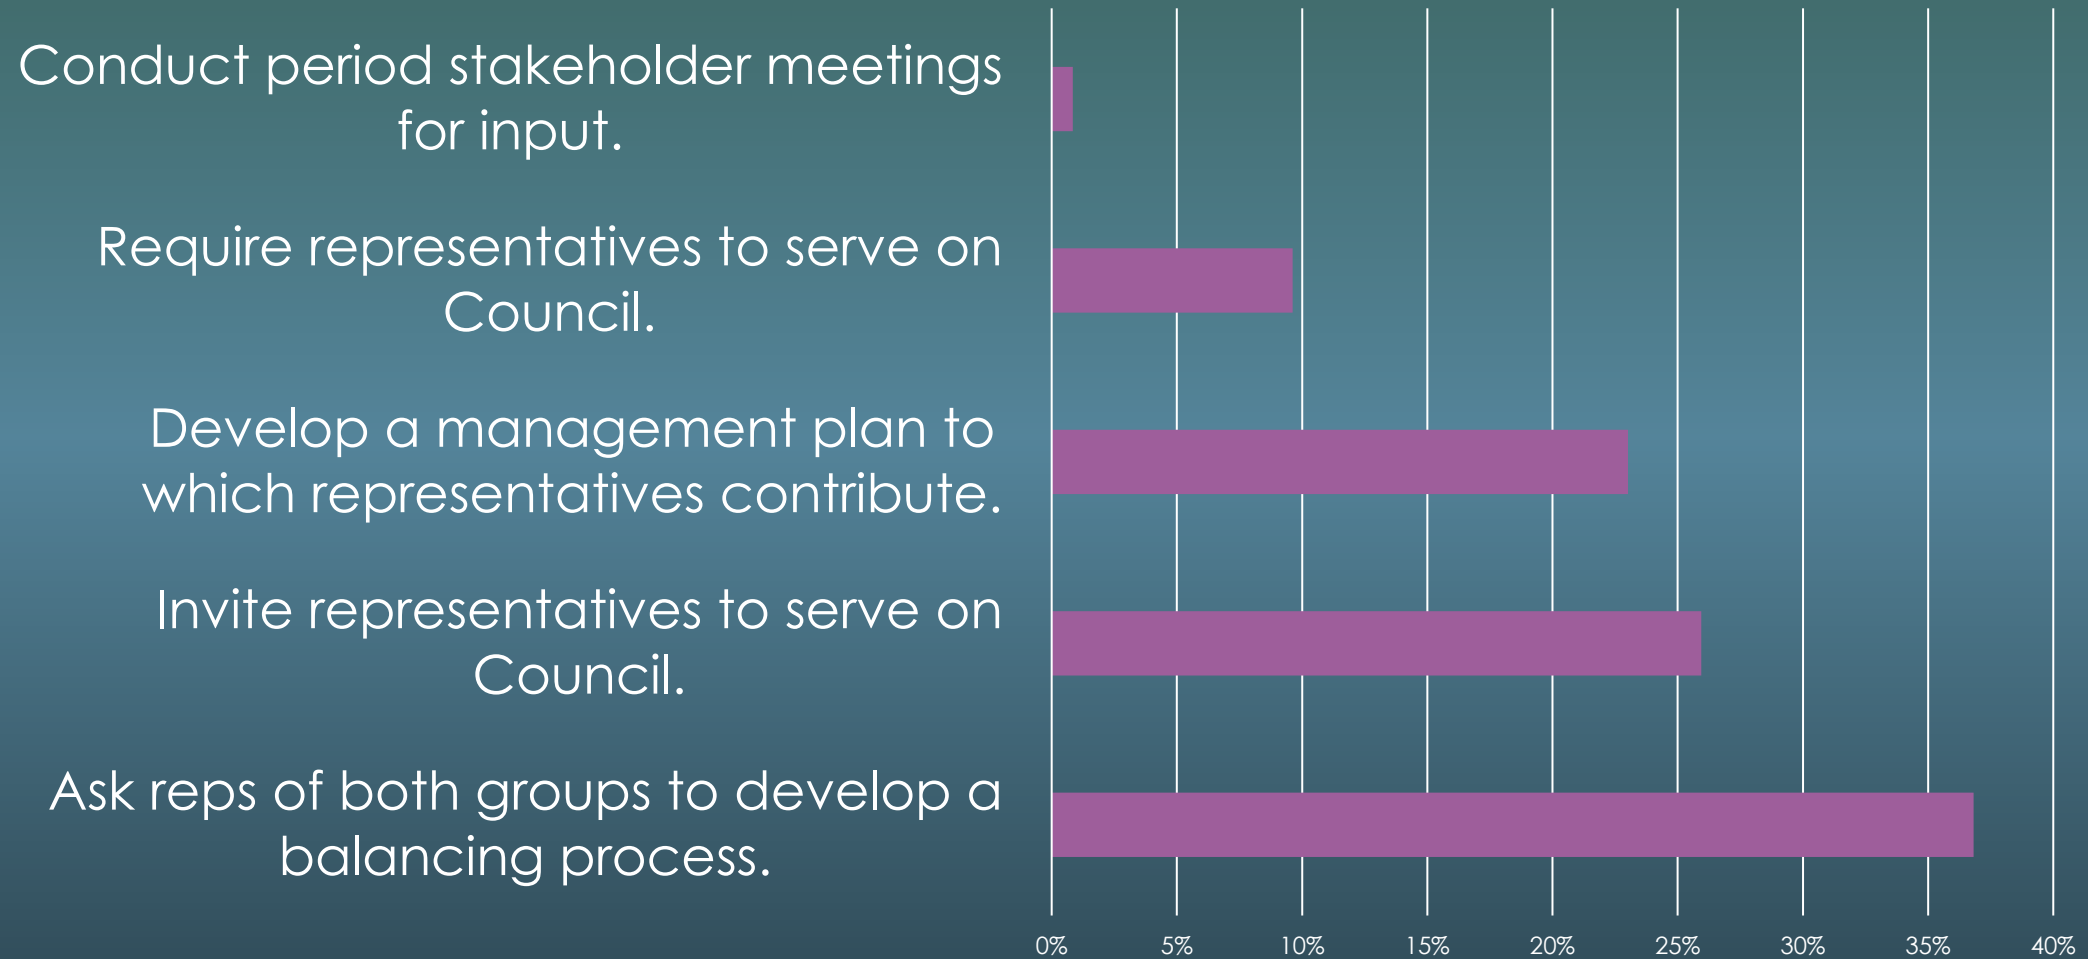 Conduct period stakeholder meetings
for input.
Require representatives to serve on
Council.
Develop a management plan to
which representatives contribute.
Invite representatives to serve on
Council.
Ask reps of both groups to develop a
balancing process.
0% 5% 10% 15% 20% 25% 30% 35% 40%